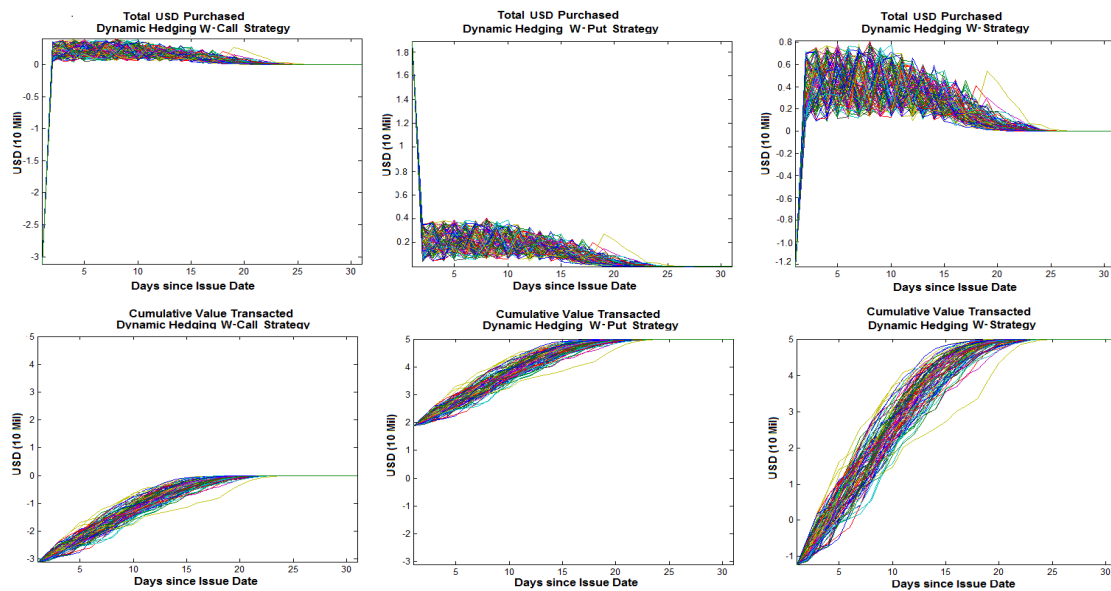 Total USD Purchased
Dynamic Hedging W-Call Strategy
USD (10 Mil)
0
-0.5
-1
-1.5
-2
-2.5
-3
5 10 15 20 25 30
Days since Issue Date
Total USD Purchased
Dynamic Hedging W-Put Strategy
USD (10 Mil)
1.8
1.6
1.4
1.2
1
0.8
0.6
0.4
0.2
5 10 15 20 25 30
Days since Issue Date
Total USD Purchased
Dynamic Hedging W-Strategy
USD (10 Mil)
0.8
0.6
0.4
0.2
0
-0.2
-0.4
-0.6
-0.8
-1.0
-1.2
5 10 15 20 25 30
Days since Issue Date
Cumulative Value Transacted
Dynamic Hedging W-Call Strategy
USD (10 Mil)
5
4
3
2
1
0
-1
-2
-3
5 10 15 20 25 30
Days since Issue Date
Cumulative Value Transacted
Dynamic Hedging W-Put Strategy
USD (10 Mil)
5
4
3
2
1
0
-1
-2
-3
5 10 15 20 25 30
Days since Issue Date
Cumulative Value Transacted
Dynamic Hedging W-Strategy
USD (10 Mil)
5
4
3
2
1
0
-1
5 10 15 20 25 30
Days since Issue Date